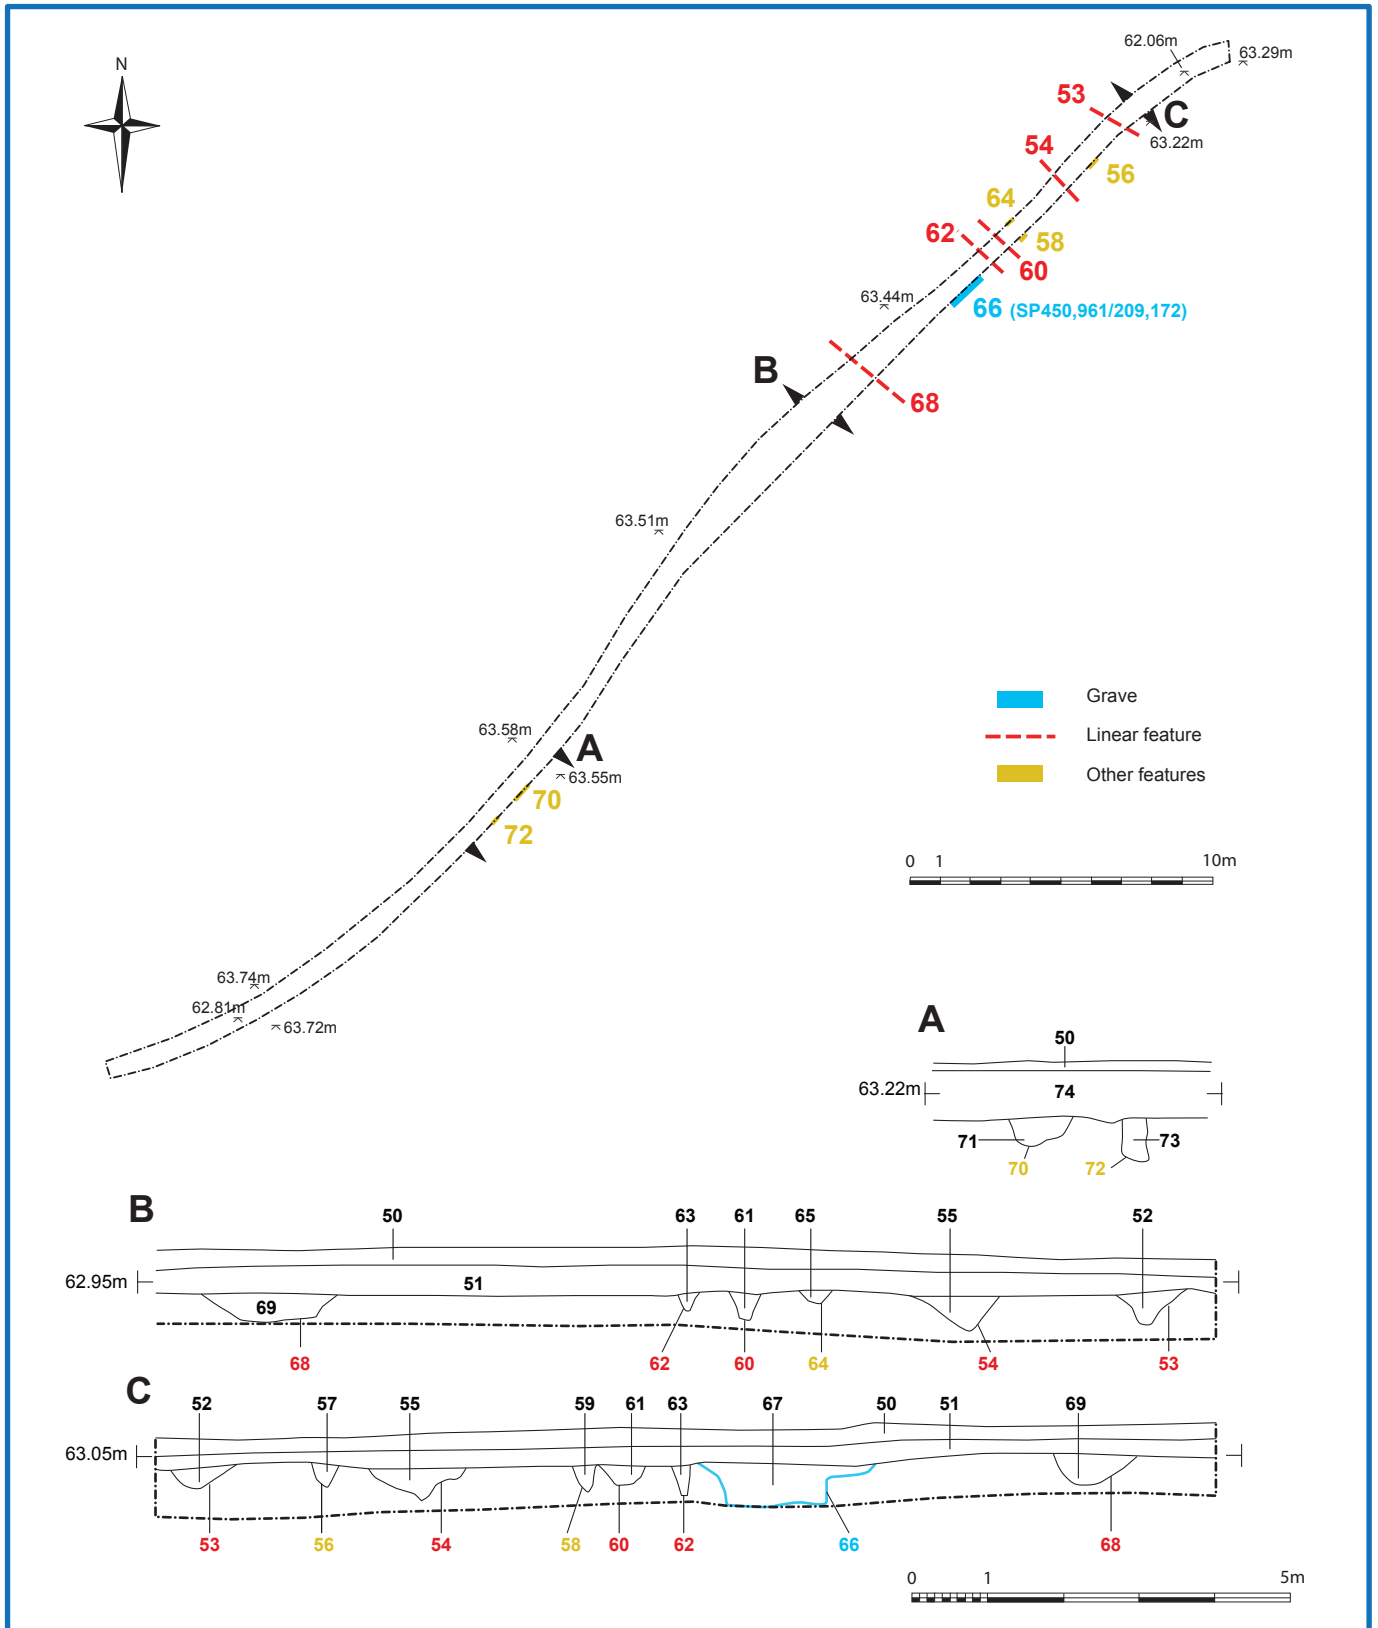 N
62.06m
63.29m
53
C
63.22m
54
56
64
62
58
60
63.44m
66 (SP450,961/209,172)
B
68
63.51m
Grave
63.58m
Linear feature
A
63.55m
Other features
70
72
0 1 10m
63.74m
62.81m
63.72m
A
50
63.22m
74
71
73
70
72
B
50 63 61 65 55 52
62.95m
51
69
68 62 60 64 54 53
C
52 57 55 59 61 63 67 50 51 69
63.05m
53 56 54 58 60 62 66 68
0 1 5m